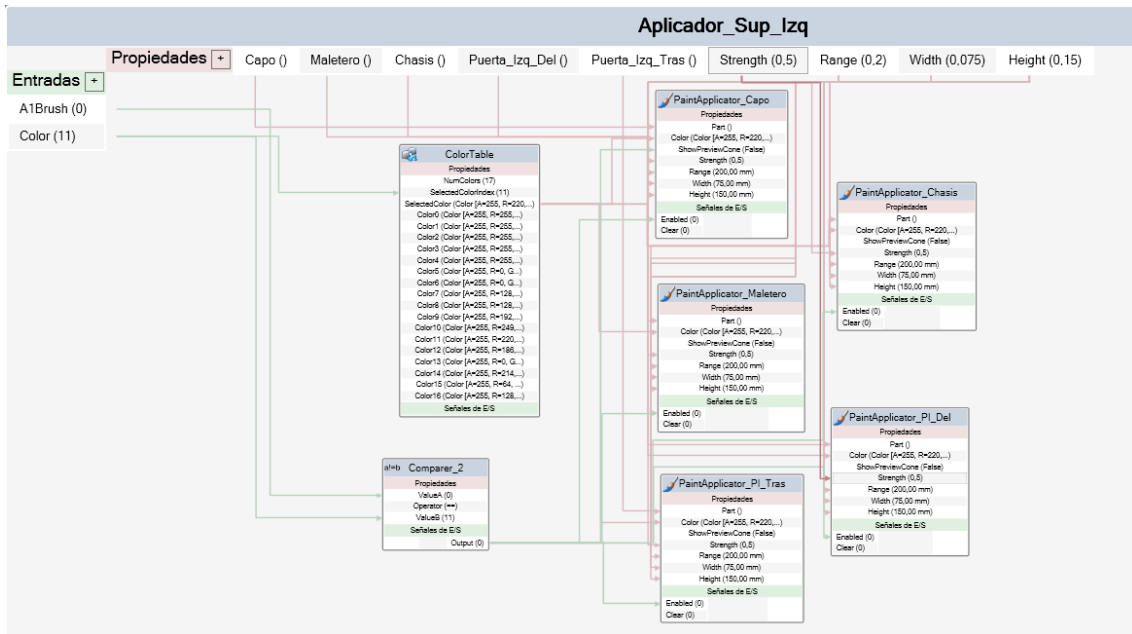 Aplicador_Sup_Izq
Propiedades +
Capo ()
Maletero ()
Chasis ()
Puerta_Izq_Del ()
Puerta_Izq_Tras ()
Strength (0,5)
Range (0,2)
Width (0,075)
Height (0,15)
Entradas +
A1Brush (0)
Color (11)
ColorTable
Propiedades
NumColors (17)
SelectedColorIndex (11)
SelectedColor (Color [A=255, R=220,...)
Color0 (Color [A=255, R=255,...)
Color1 (Color [A=255, R=255,...)
Color2 (Color [A=255, R=255,...)
Color3 (Color [A=255, R=255,...)
Color4 (Color [A=255, R=255,...)
Color5 (Color [A=255, R=0, G...)
Color6 (Color [A=255, R=0, G...)
Color7 (Color [A=255, R=128,...)
Color8 (Color [A=255, R=128,...)
Color9 (Color [A=255, R=192,...)
Color10 (Color [A=255, R=249,...)
Color11 (Color [A=255, R=220,...)
Color12 (Color [A=255, R=186,...)
Color13 (Color [A=255, R=0, G...)
Color14 (Color [A=255, R=214,...)
Color15 (Color [A=255, R=64, ...)
Color16 (Color [A=255, R=128,...)
Señales de E/S
a!=b Comparer_2
Propiedades
ValueA (0)
Operator (==)
ValueB (11)
Señales de E/S
Output (0)
PaintApplicator_Capo
Propiedades
Part ()
Color (Color [A=255, R=220,...)
ShowPreviewCone (False)
Strength (0,5)
Range (200,00 mm)
Width (75,00 mm)
Height (150,00 mm)
Señales de E/S
Enabled (0)
Clear (0)
PaintApplicator_Maletero
Propiedades
Part ()
Color (Color [A=255, R=220,...)
ShowPreviewCone (False)
Strength (0,5)
Range (200,00 mm)
Width (75,00 mm)
Height (150,00 mm)
Señales de E/S
Enabled (0)
Clear (0)
PaintApplicator_PI_Tras
Propiedades
Part ()
Color (Color [A=255, R=220,...)
ShowPreviewCone (False)
Strength (0,5)
Range (200,00 mm)
Width (75,00 mm)
Height (150,00 mm)
Señales de E/S
Enabled (0)
Clear (0)
PaintApplicator_Chasis
Propiedades
Part ()
Color (Color [A=255, R=220,...)
ShowPreviewCone (False)
Strength (0,5)
Range (200,00 mm)
Width (75,00 mm)
Height (150,00 mm)
Señales de E/S
Enabled (0)
Clear (0)
PaintApplicator_PI_Del
Propiedades
Part ()
Color (Color [A=255, R=220,...)
ShowPreviewCone (False)
Strength (0,5)
Range (200,00 mm)
Width (75,00 mm)
Height (150,00 mm)
Señales de E/S
Enabled (0)
Clear (0)